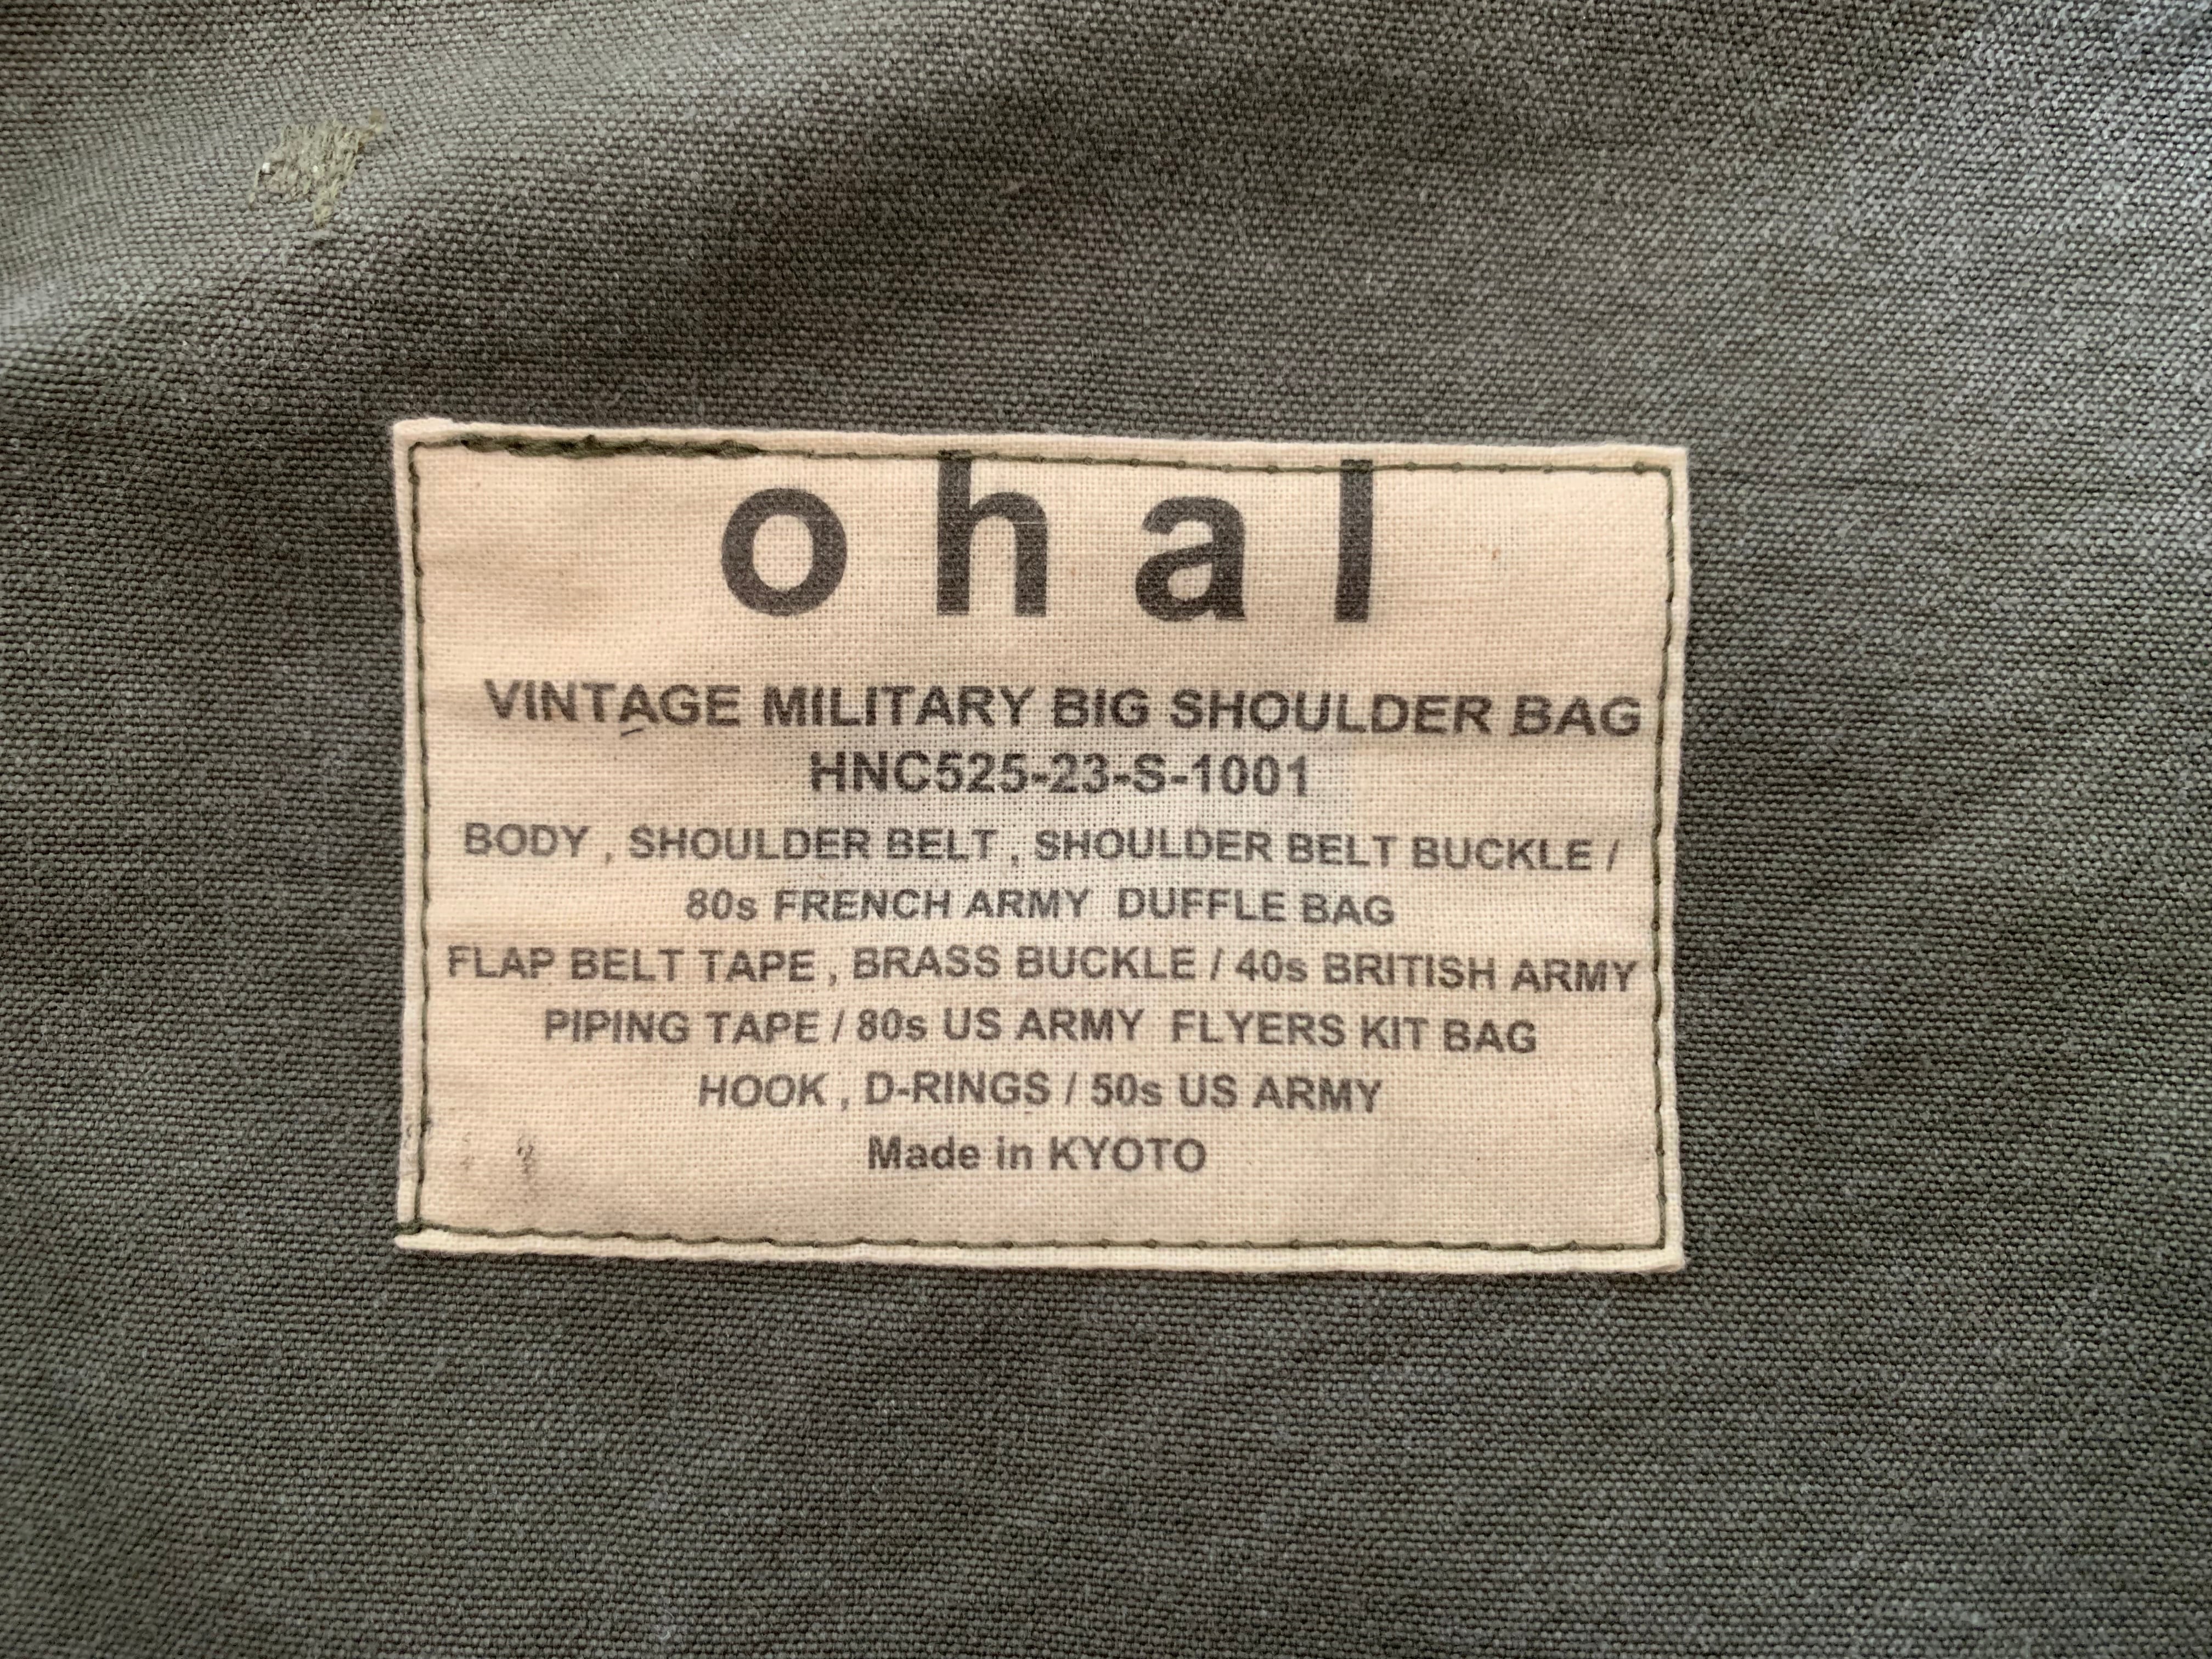 ohal
VINTAGE MILITARY BIG SHOULDER BAG
HNC525-23-S-1001
BODY , SHOULDER BELT , SHOULDER BELT BUCKLE /
80s FRENCH ARMY DUFFLE BAG
FLAP BELT TAPE , BRASS BUCKLE / 40s BRITISH ARMY
PIPING TAPE / 80s US ARMY FLYERS KIT BAG
HOOK , D-RINGS / 50s US ARMY
Made in KYOTO